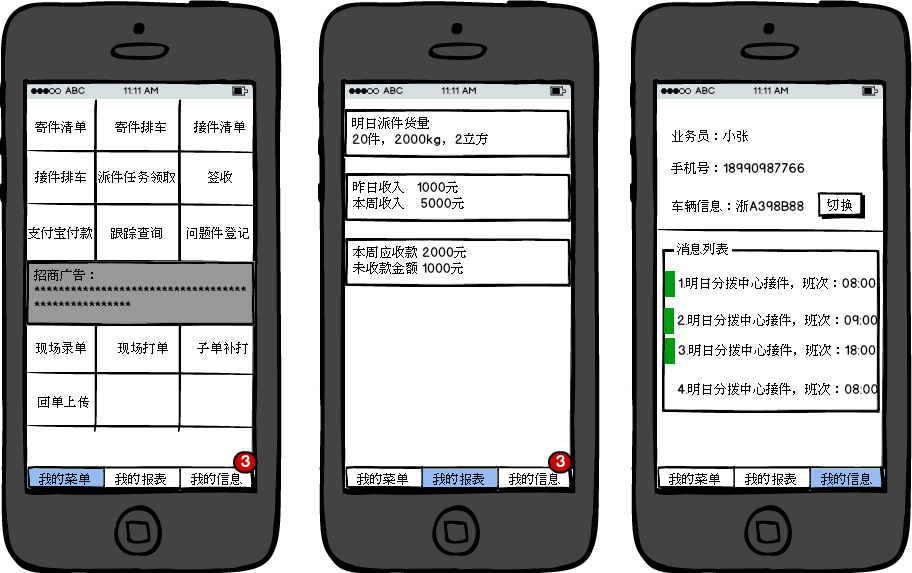 ABC 11:11 AM
寄件清单 寄件排车 接件清单
接件排车 派件任务领取 签收
支付宝付款 跟踪查询 问题件登记
招商广告：
****************************************
******************
现场录单 现场打单 子单补打
回单上传
3
我的菜单 我的报表 我的信息
ABC 11:11 AM
明日派件货量
20件，2000kg，2立方
昨日收入 1000元
本周收入 5000元
本周应收款 2000元
未收款金额 1000元
3
我的菜单 我的报表 我的信息
ABC 11:11 AM
业务员：小张
手机号：18990987766
车辆信息：浙A398B88 切换
消息列表
1.明日分拨中心接件，班次：08:00
2.明日分拨中心接件，班次：09:00
3.明日分拨中心接件，班次：18:00
4.明日分拨中心接件，班次：08:00
我的菜单 我的报表 我的信息